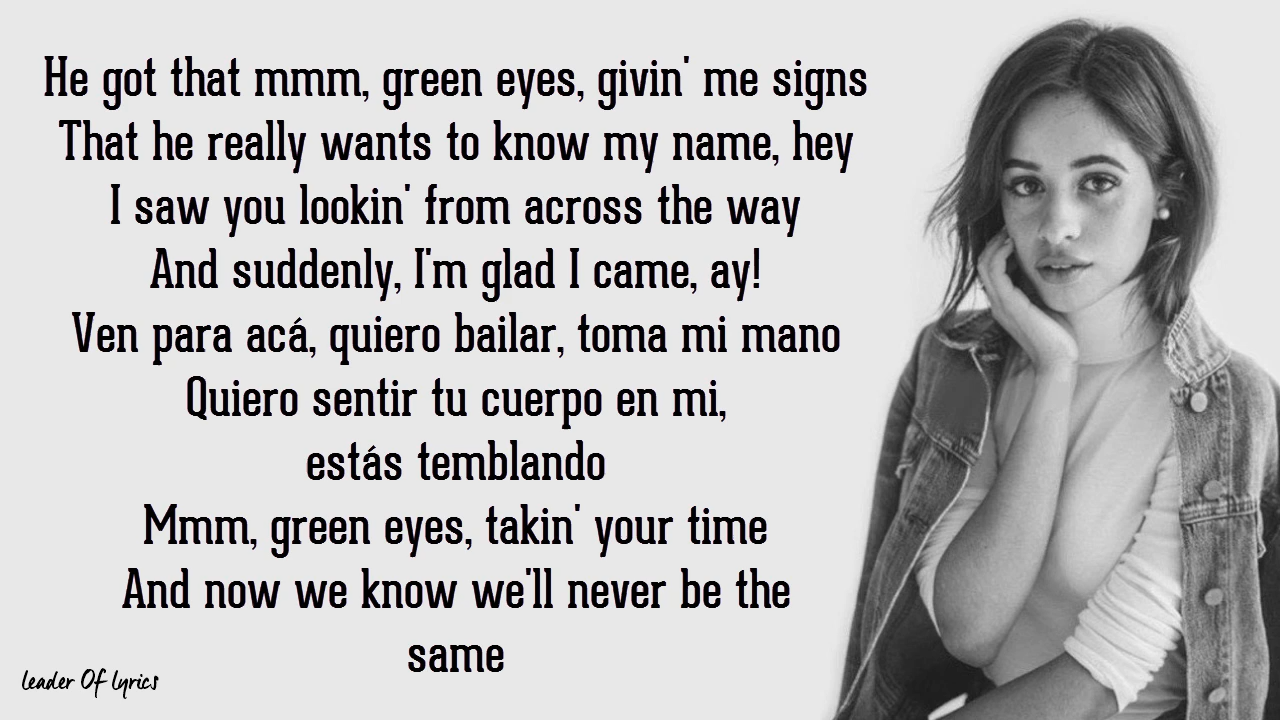 He got that mmm, green eyes, givin' me signs
That he really wants to know my name, hey
I saw you lookin' from across the way
And suddenly, I'm glad I came, ay!
Ven para acá, quiero bailar, toma mi mano
Quiero sentir tu cuerpo en mi,
estás temblando
Mmm, green eyes, takin' your time
And now we know we'll never be the
same
Leader Of Lyrics